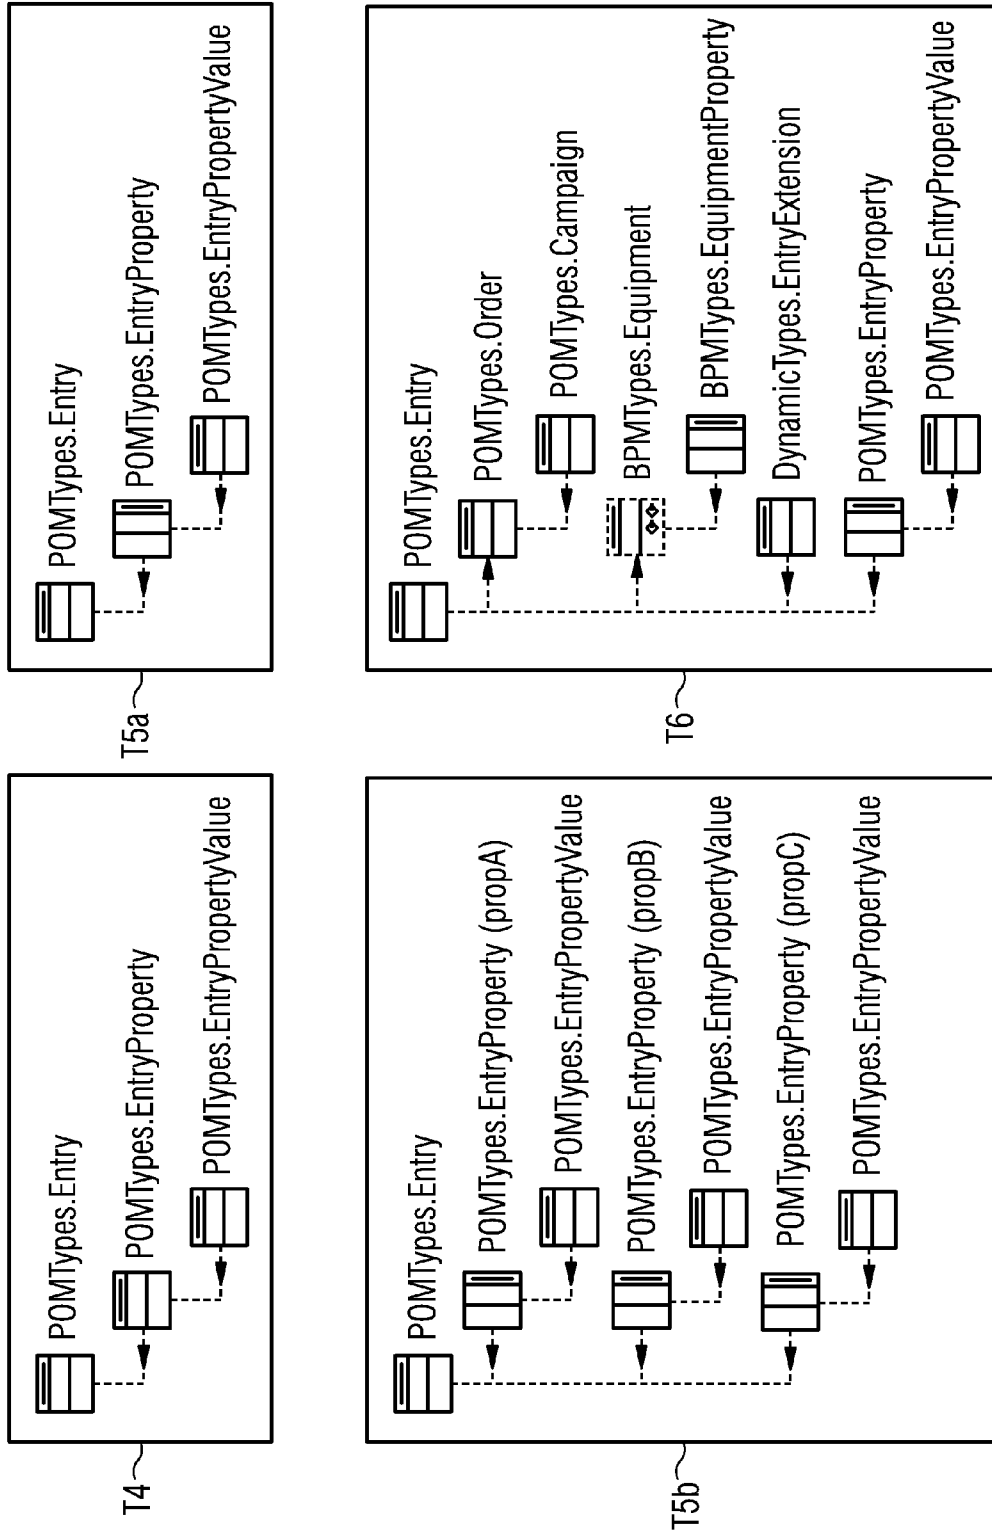 T4
POMTypes.Entry
POMTypes.EntryProperty
POMTypes.EntryPropertyValue
T5a
POMTypes.Entry
POMTypes.EntryProperty
POMTypes.EntryPropertyValue
T5b
POMTypes.Entry
POMTypes.EntryProperty (propA)
POMTypes.EntryPropertyValue
POMTypes.EntryProperty (propB)
POMTypes.EntryPropertyValue
POMTypes.EntryProperty (propC)
POMTypes.EntryPropertyValue
T6
POMTypes.Entry
POMTypes.Order
POMTypes.Campaign
BPMTypes.Equipment
BPMTypes.EquipmentProperty
DynamicTypes.EntryExtension
POMTypes.EntryProperty
POMTypes.EntryPropertyValue